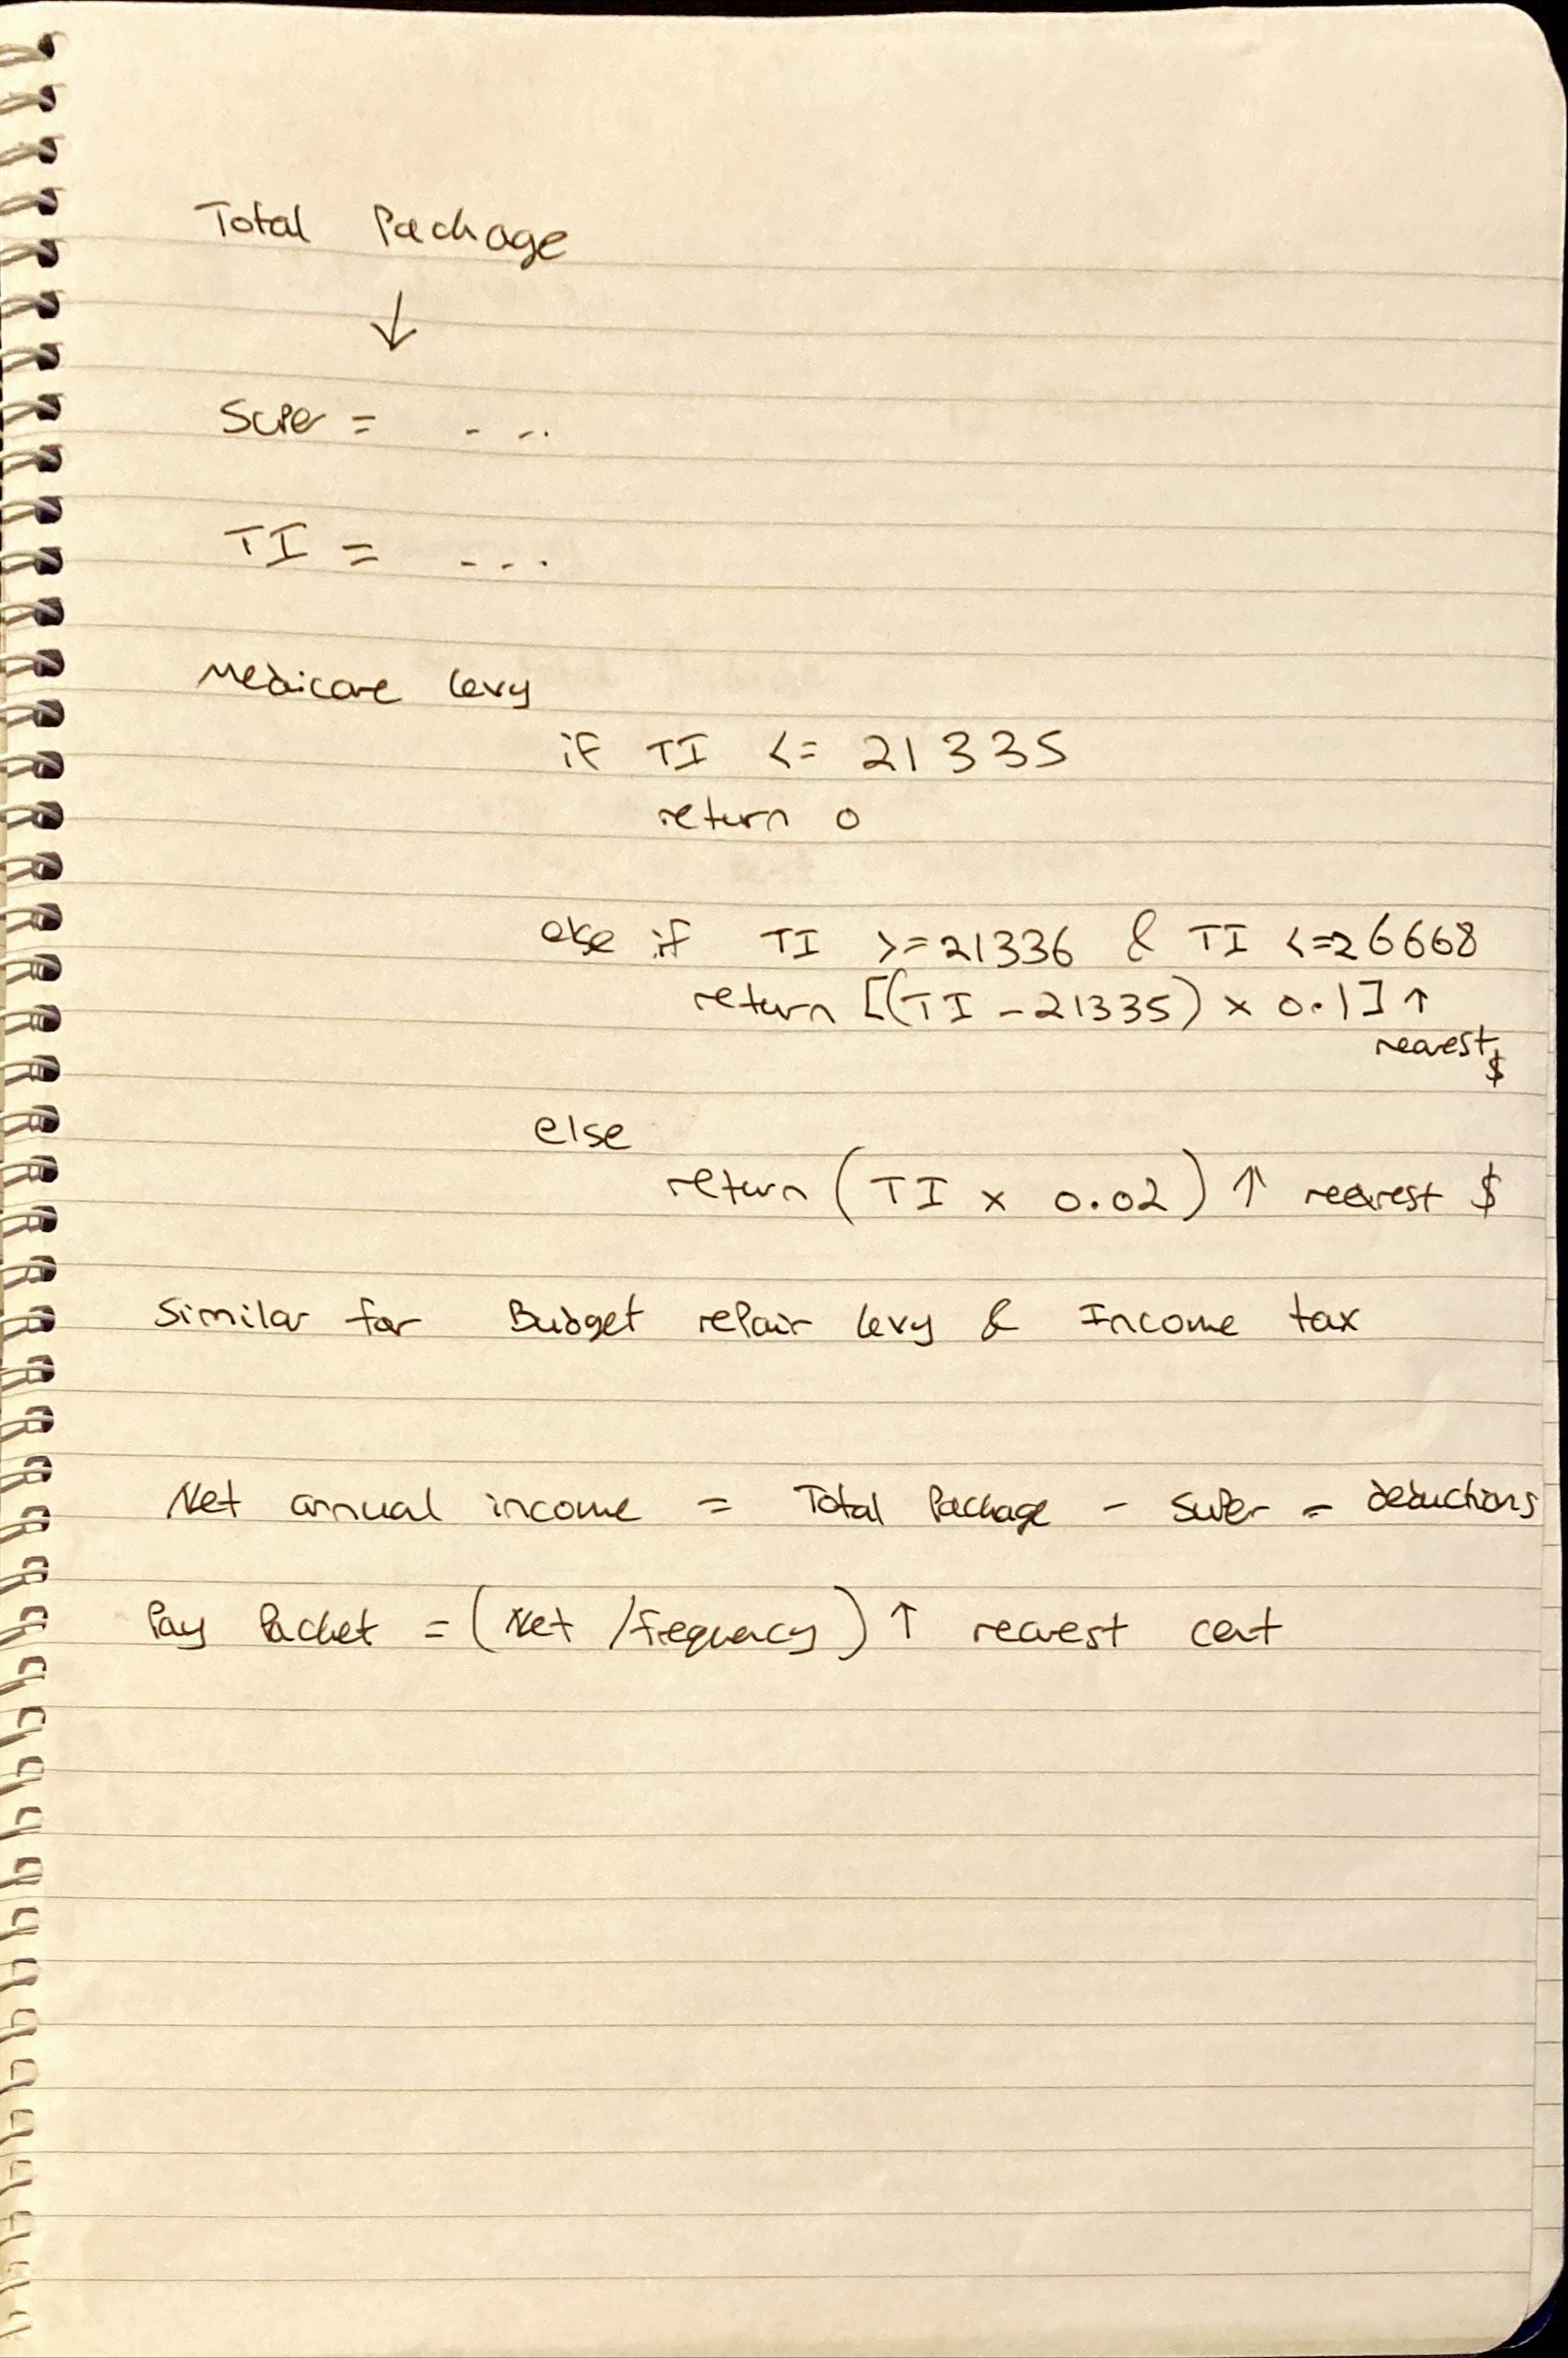 Total Package
↓
Super = ...
TI = ...
Medicare levy
if TI <= 21335
return 0
else if TI >=21336 & TI <=26668
return [(TI - 21335) x 0.1] ↑
nearest $
else
return (TI x 0.02) ↑ nearest $
Similar for Budget repair levy & Income tax
Net annual income = Total Package - Super - deductions
Pay Packet = (Net /frequency) ↑ nearest cent